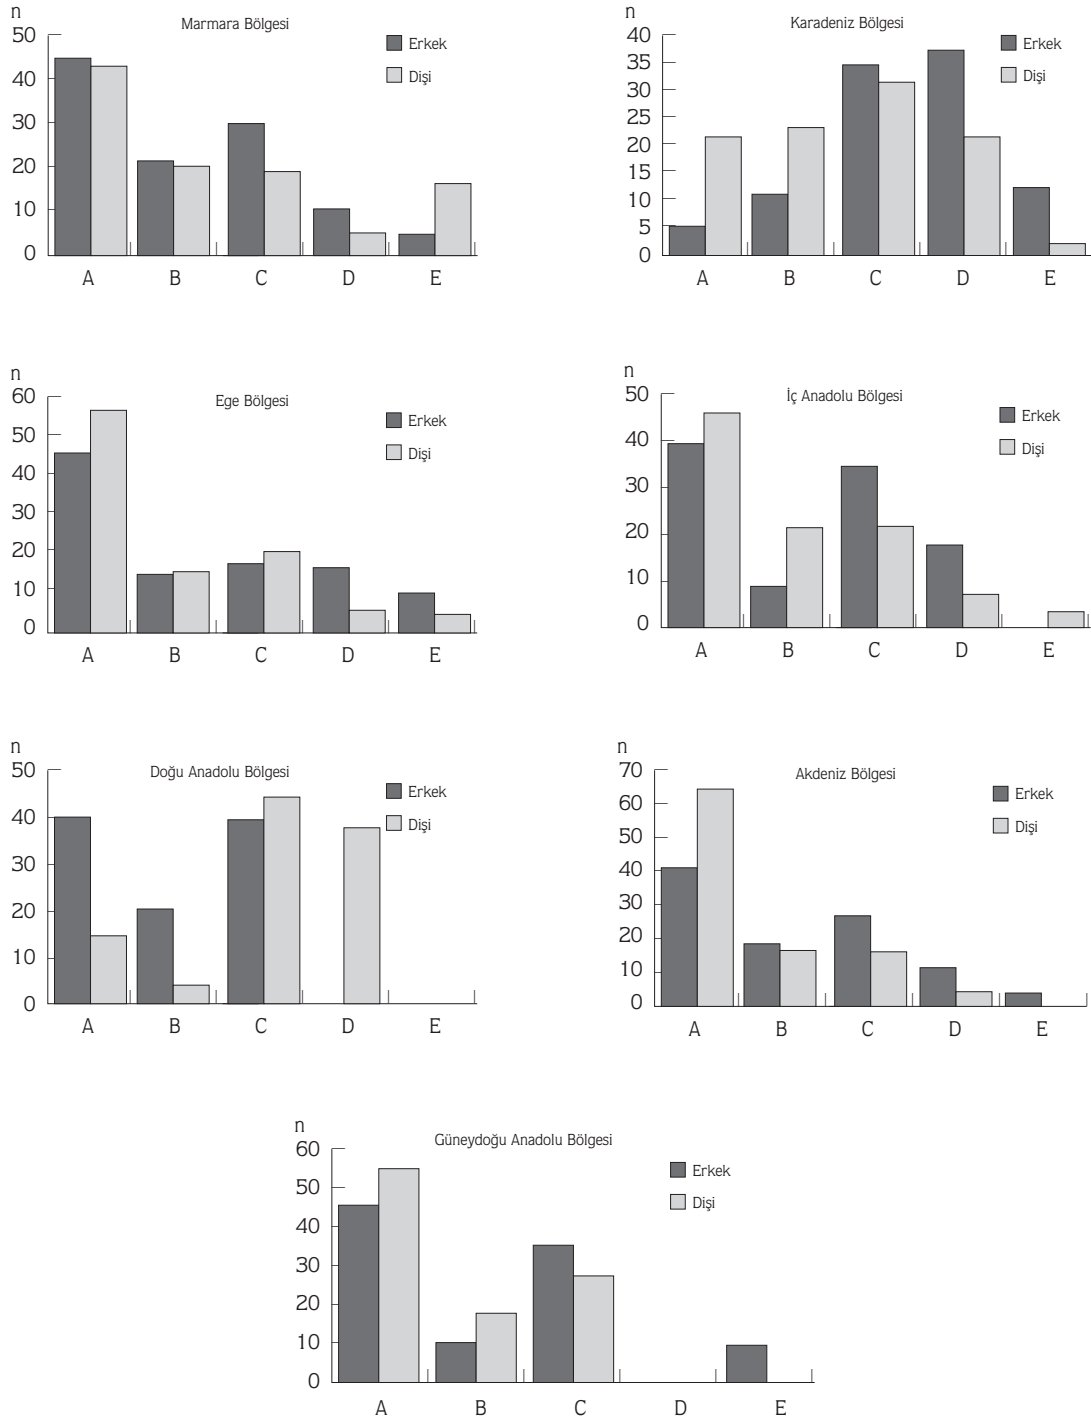 n
Marmara Bölgesi
50
40
30
20
10
0
Erkek
Dişi
A B C D E
n
Karadeniz Bölgesi
40
35
30
25
20
15
10
5
0
Erkek
Dişi
A B C D E
n
Ege Bölgesi
60
50
40
30
20
10
0
Erkek
Dişi
A B C D E
n
İç Anadolu Bölgesi
50
40
30
20
10
0
Erkek
Dişi
A B C D E
n
Doğu Anadolu Bölgesi
50
40
30
20
10
0
Erkek
Dişi
A B C D E
n
Akdeniz Bölgesi
70
60
50
40
30
20
10
0
Erkek
Dişi
A B C D E
n
Güneydoğu Anadolu Bölgesi
60
50
40
30
20
10
0
Erkek
Dişi
A B C D E